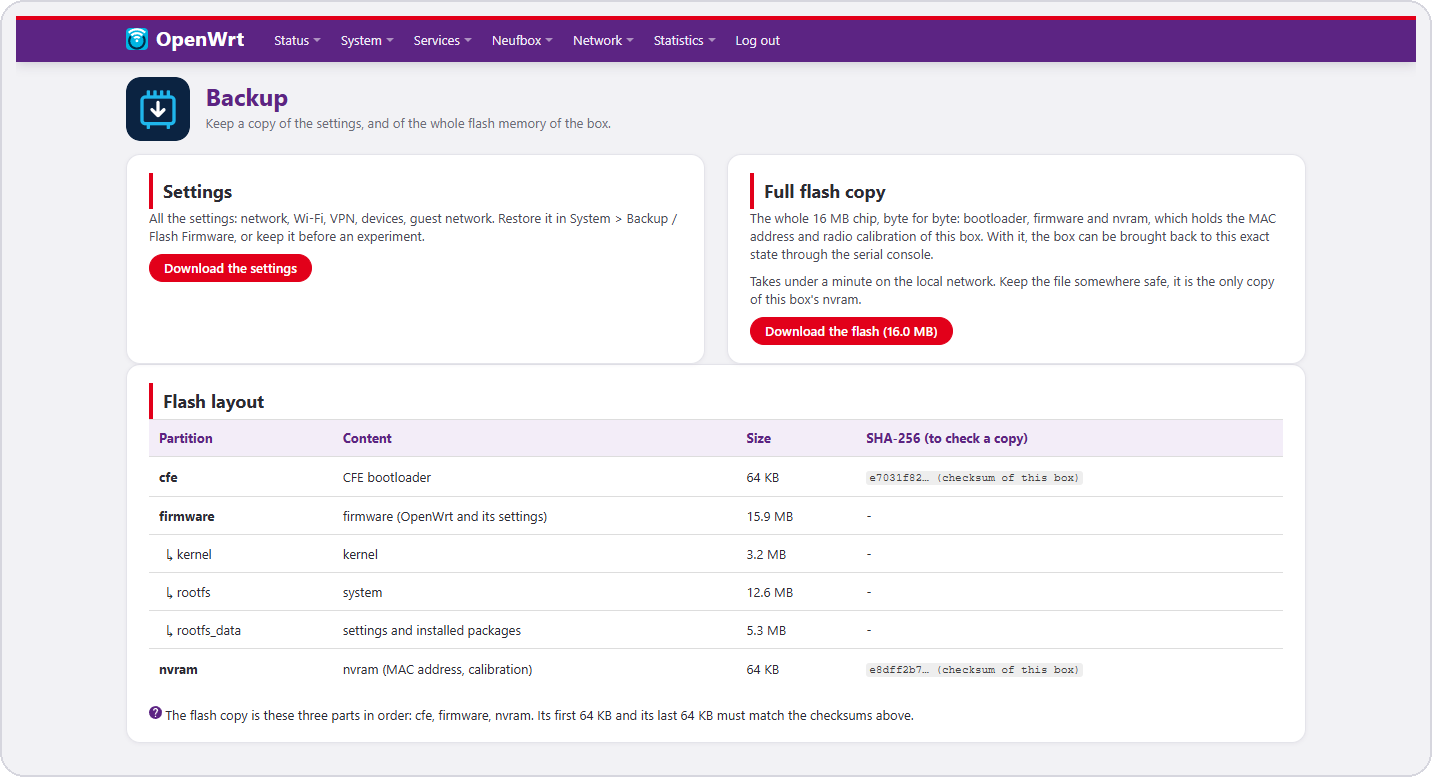 OpenWrt Status System Services Neufbox Network Statistics Log out
Backup
Keep a copy of the settings, and of the whole flash memory of the box.
Settings
All the settings: network, Wi-Fi, VPN, devices, guest network. Restore it in System > Backup /
Flash Firmware, or keep it before an experiment.
Download the settings
Full flash copy
The whole 16 MB chip, byte for byte: bootloader, firmware and nvram, which holds the MAC
address and radio calibration of this box. With it, the box can be brought back to this exact
state through the serial console.
Takes under a minute on the local network. Keep the file somewhere safe, it is the only copy
of this box's nvram.
Download the flash (16.0 MB)
Flash layout
Partition Content Size SHA-256 (to check a copy)
cfe CFE bootloader 64 KB e7031f82… (checksum of this box)
firmware firmware (OpenWrt and its settings) 15.9 MB -
↳ kernel kernel 3.2 MB -
↳ rootfs system 12.6 MB -
↳ rootfs_data settings and installed packages 5.3 MB -
nvram nvram (MAC address, calibration) 64 KB e8dff2b7… (checksum of this box)
? The flash copy is these three parts in order: cfe, firmware, nvram. Its first 64 KB and its last 64 KB must match the checksums above.